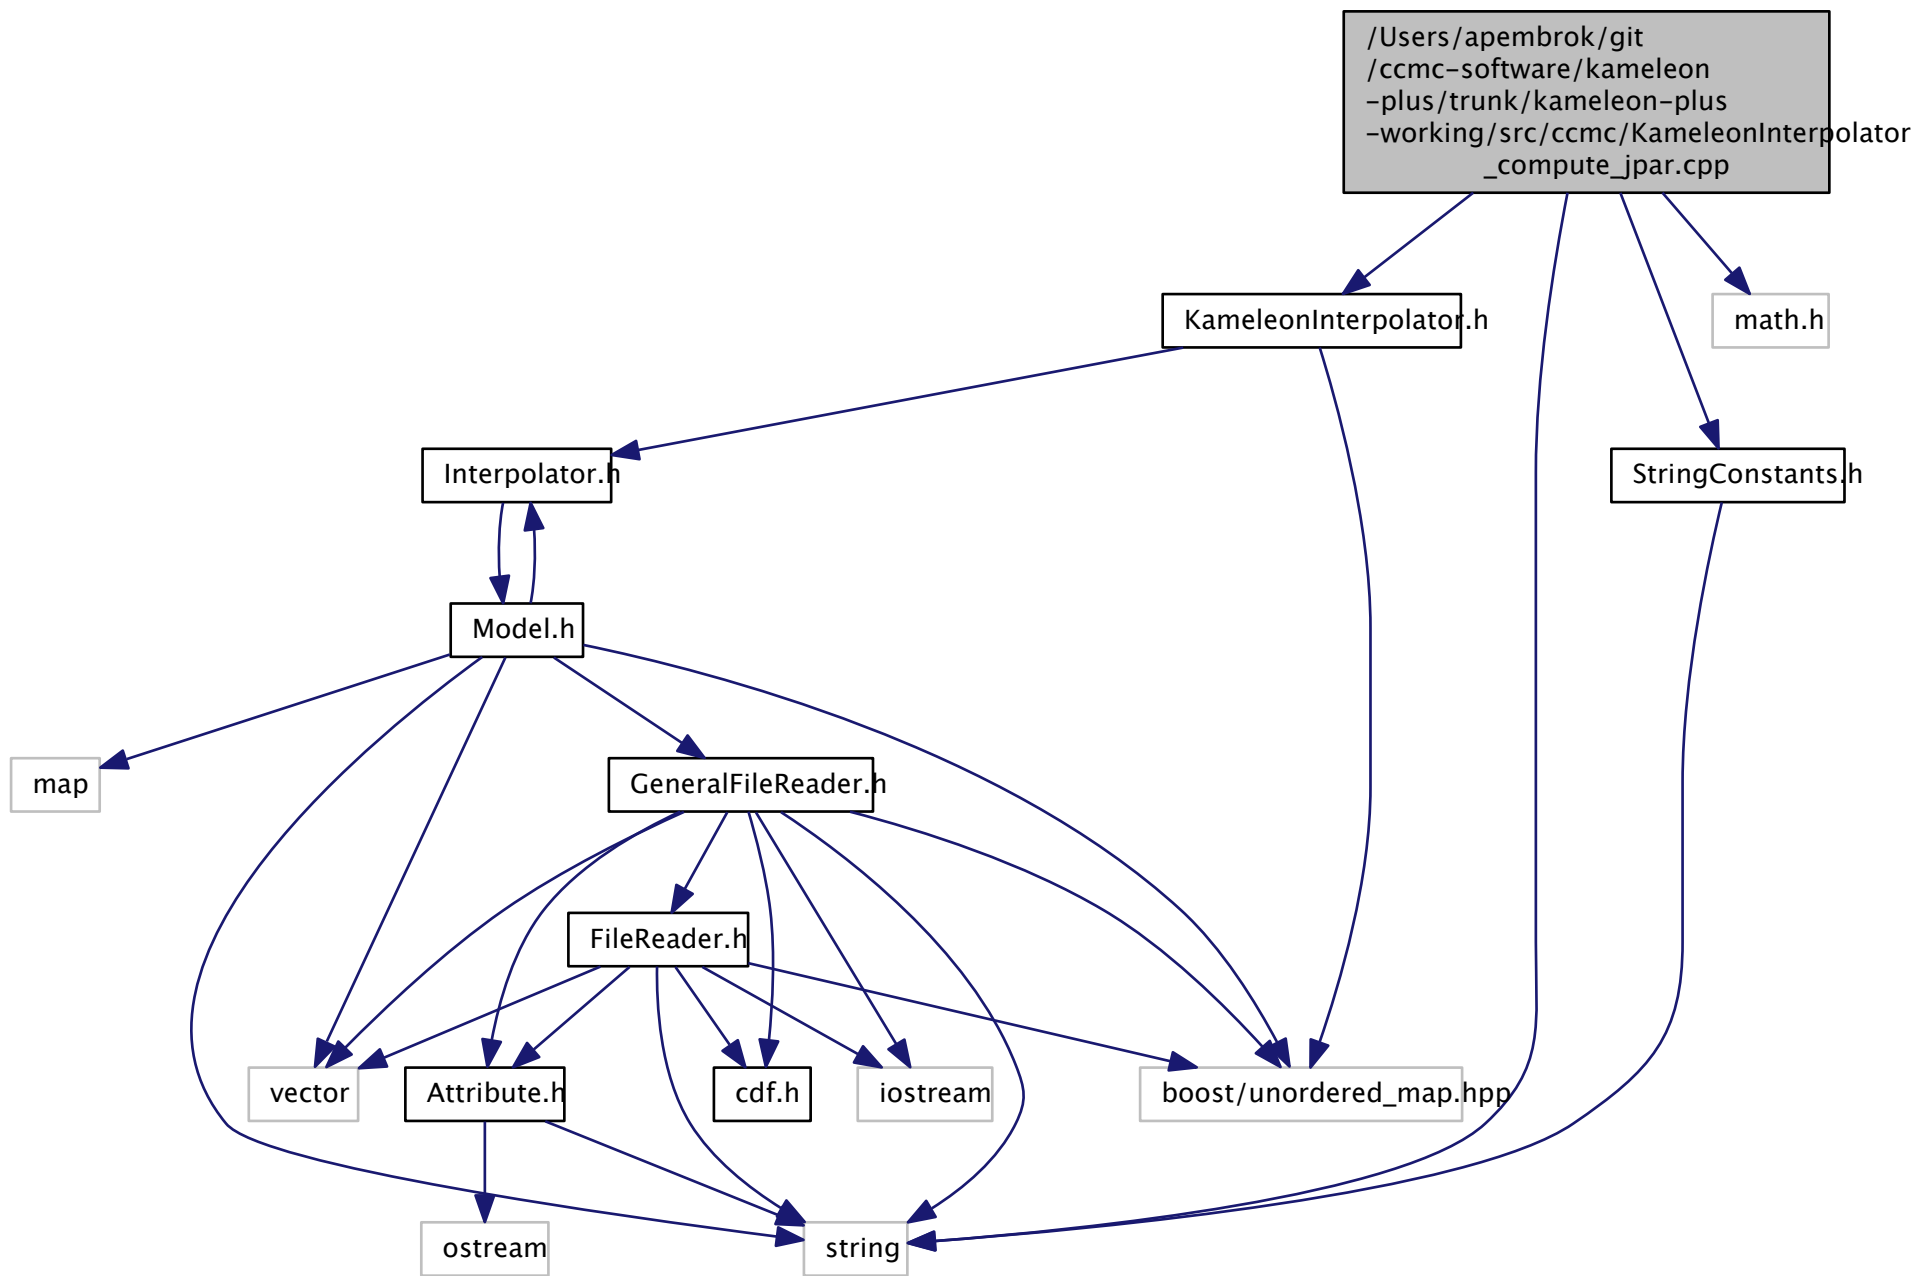 /Users/apembrok/git
/ccmc-software/kameleon
-plus/trunk/kameleon-plus
-working/src/ccmc/KameleonInterpolator
_compute_jpar.cpp
KameleonInterpolator.h
math.h
Interpolator.h
StringConstants.h
Model.h
map
GeneralFileReader.h
FileReader.h
vector
Attribute.h
cdf.h
iostream
boost/unordered_map.hpp
ostream
string